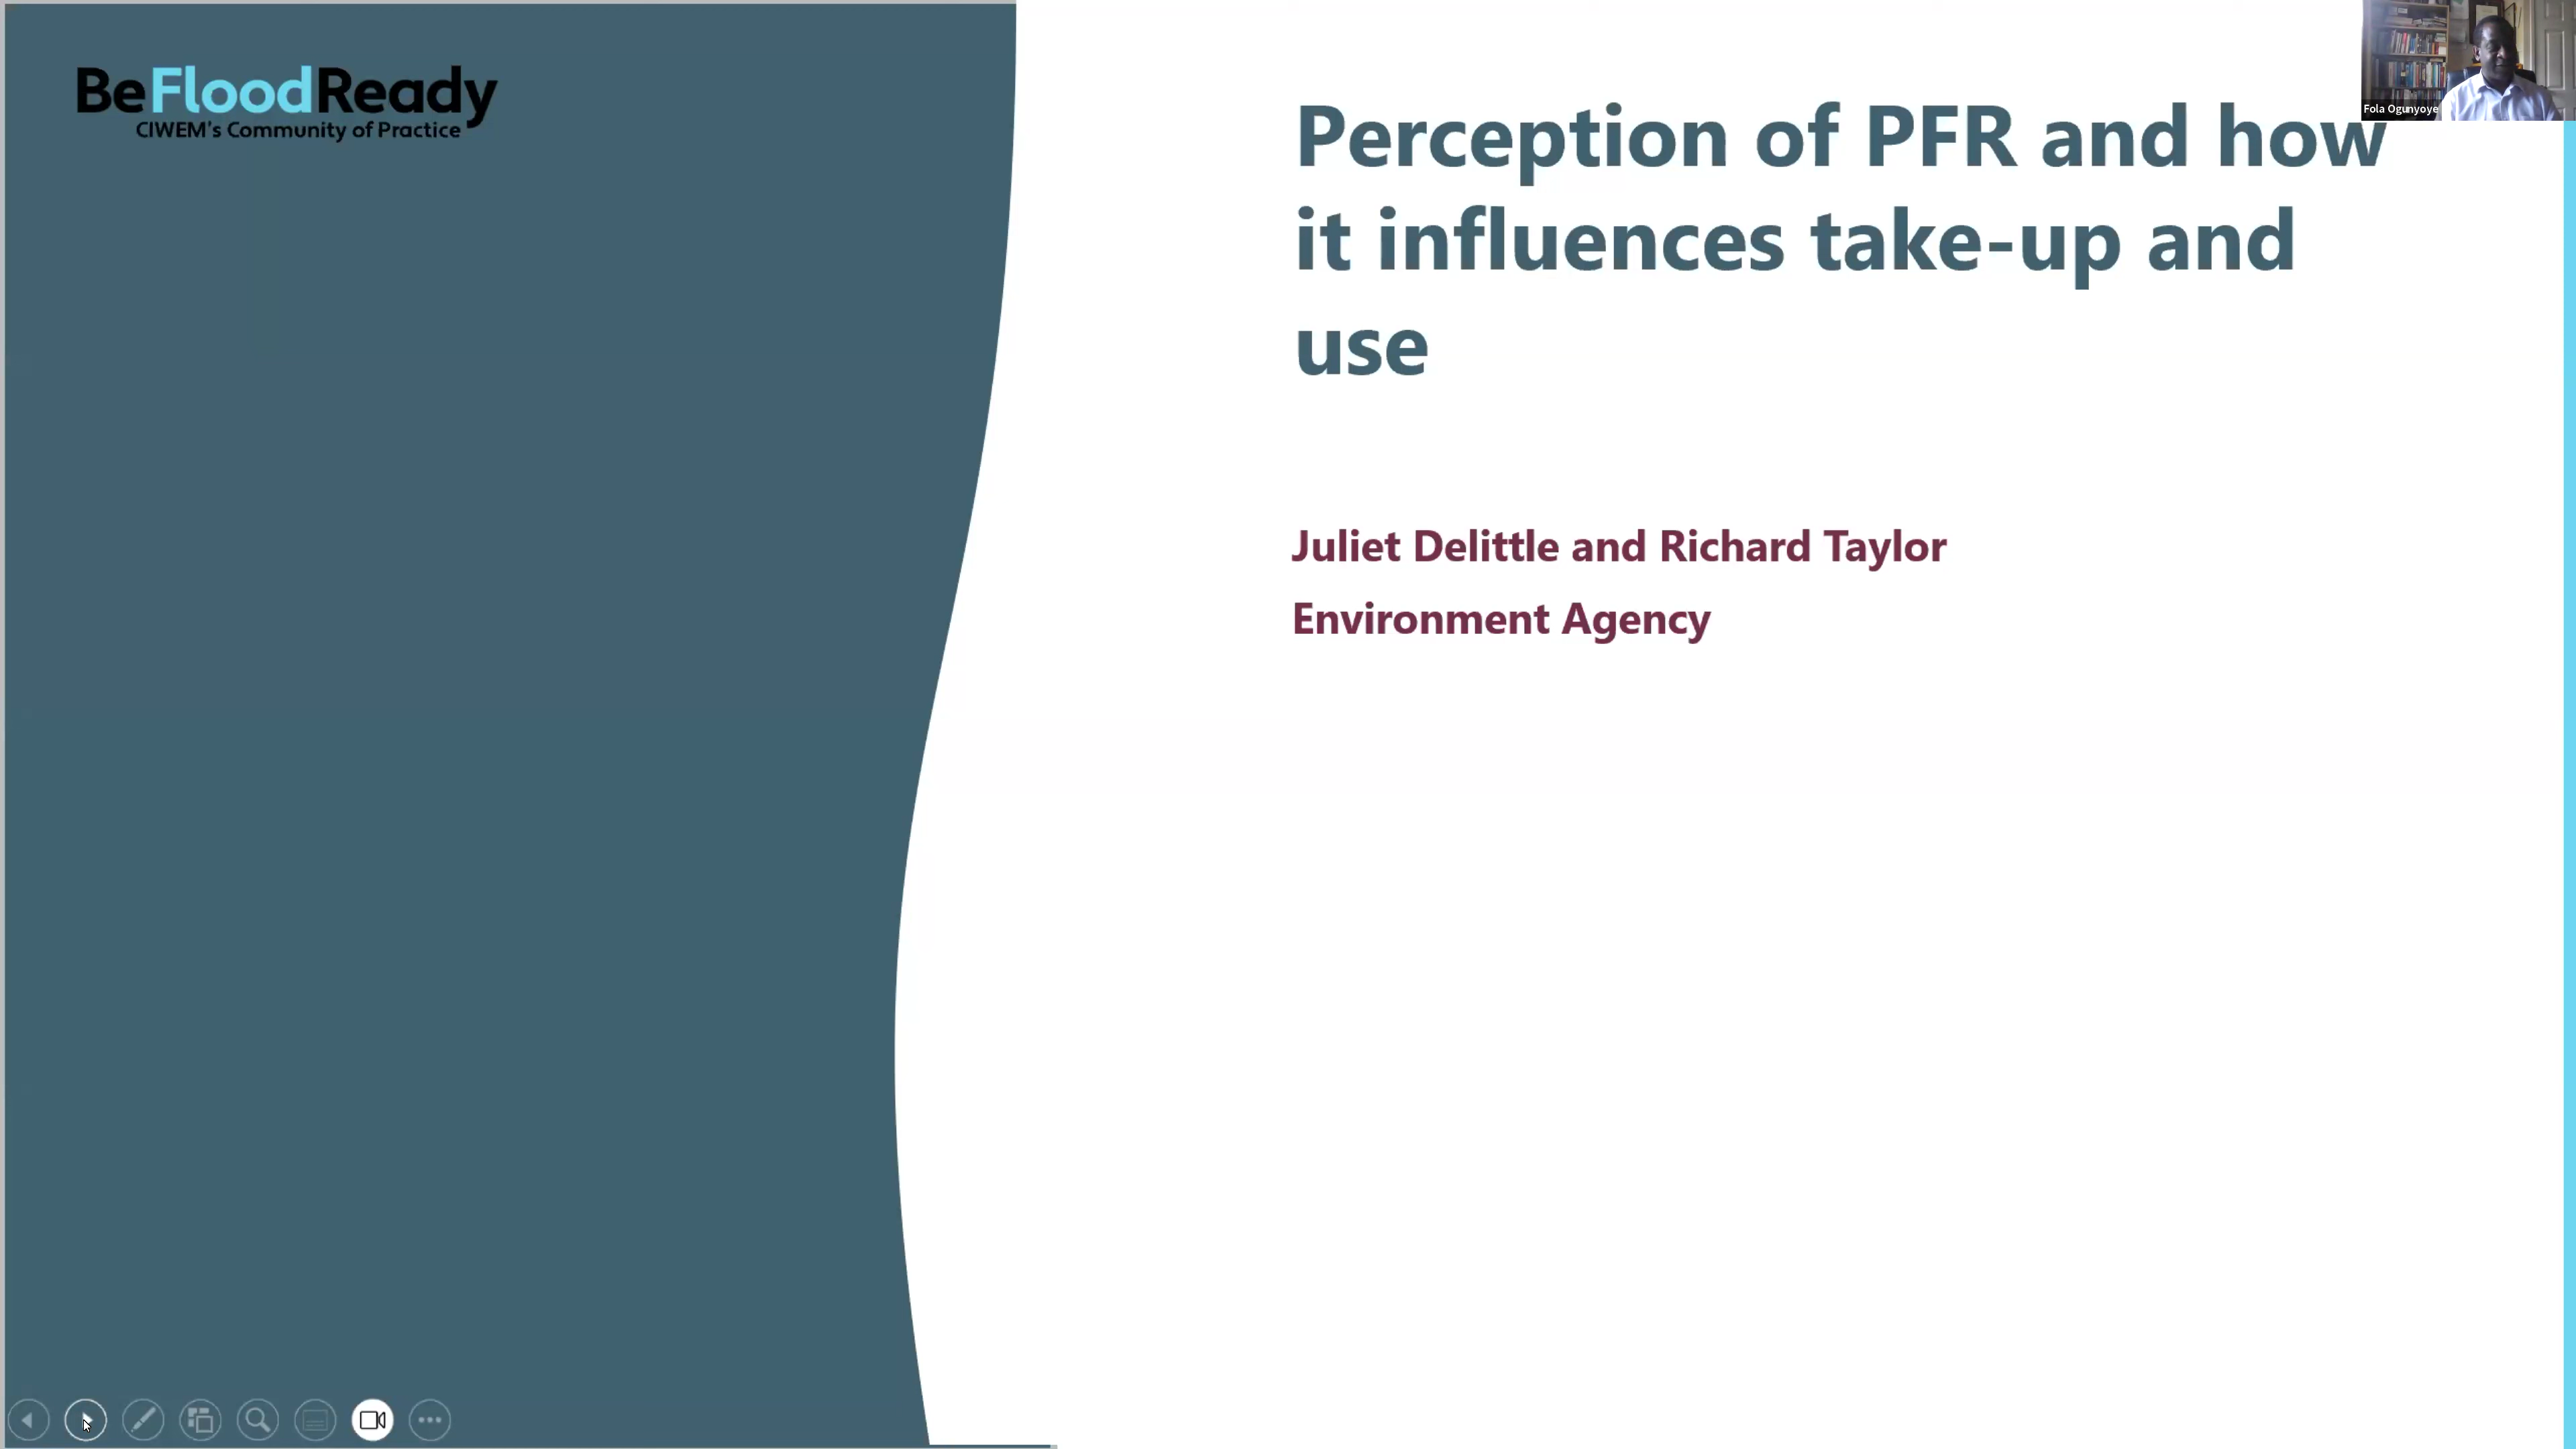 BeFloodReady
CIWEM's Community of Practice
Perception of PFR and how
it influences take-up and
use
Juliet Delittle and Richard Taylor
Environment Agency
Fola Ogunyoye